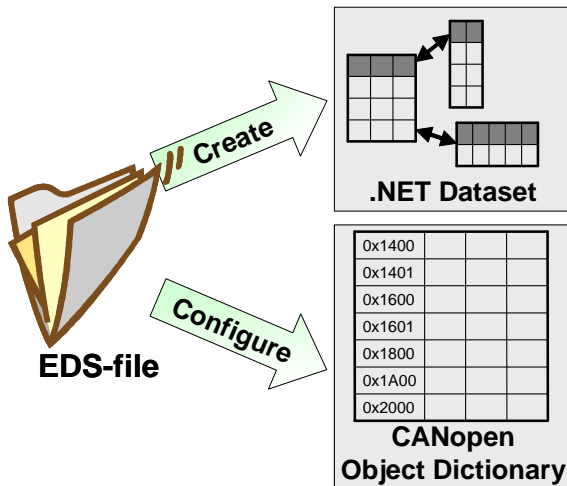 Create
.NET Dataset
EDS-file
Configure
0x1400
0x1401
0x1600
0x1601
0x1800
0x1A00
0x2000
CANopen
Object Dictionary